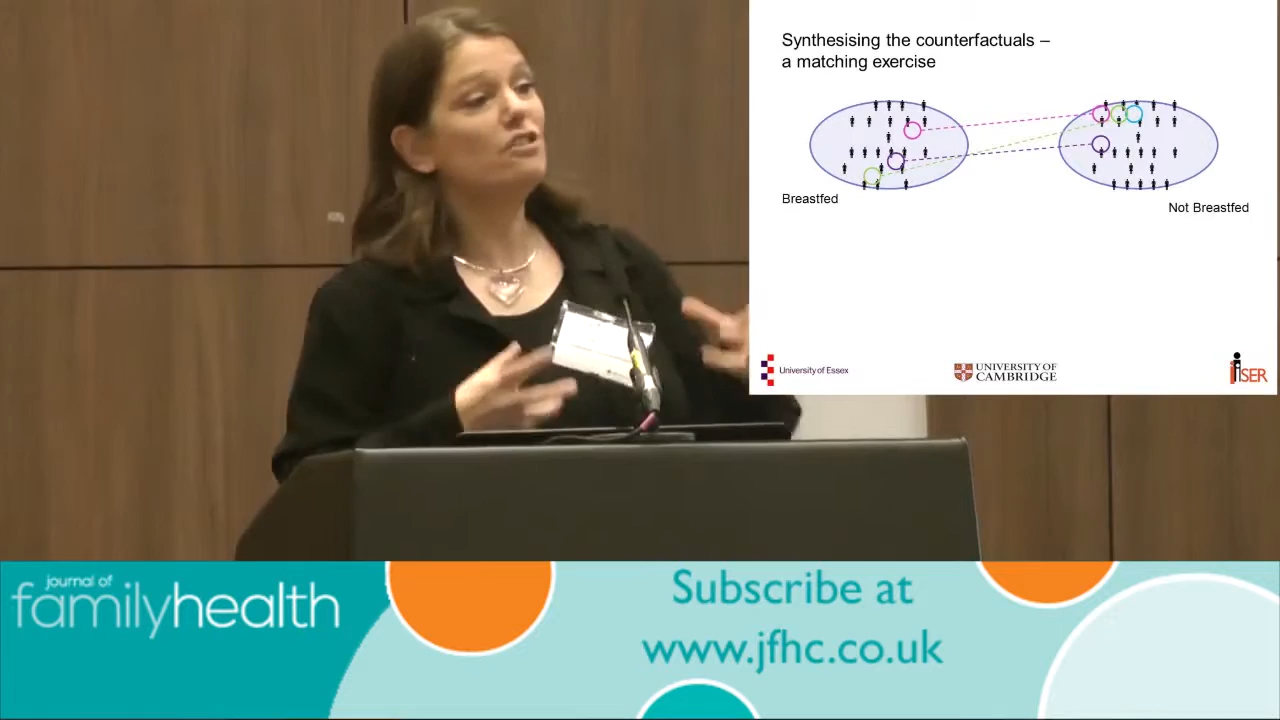 Synthesising the counterfactuals –
a matching exercise
Breastfed
Not Breastfed
University of Essex
UNIVERSITY OF
CAMBRIDGE
ISER
journal of
familyhealth
Subscribe at
www.jfhc.co.uk